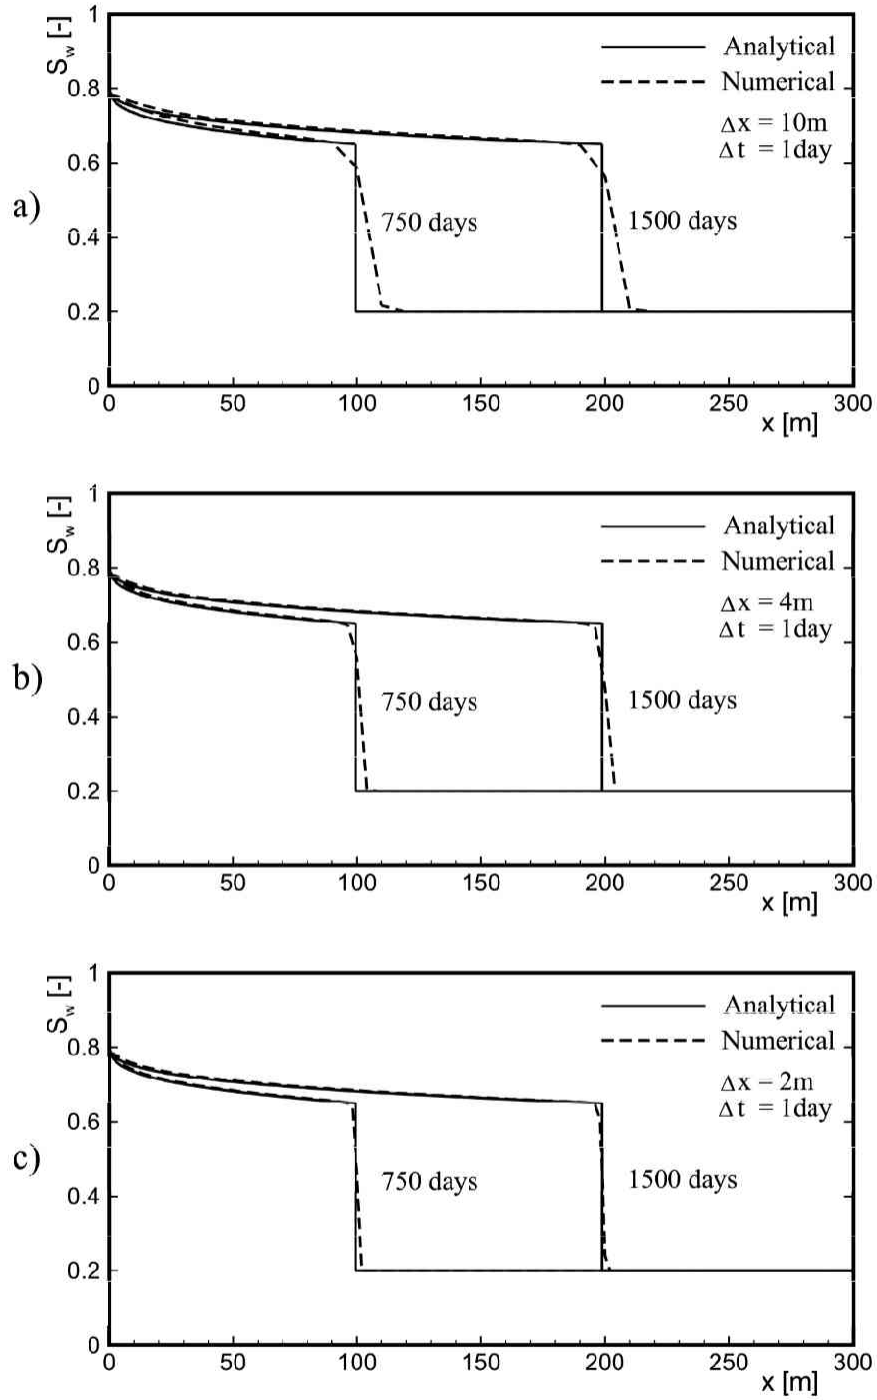 a)
S_w [-]
1
0.8
0.6
0.4
0.2
0
0 50 100 150 200 250 300
x [m]
Analytical
Numerical
Δx = 10m
Δt = 1day
750 days
1500 days
b)
S_w [-]
1
0.8
0.6
0.4
0.2
0
0 50 100 150 200 250 300
x [m]
Analytical
Numerical
Δx = 4m
Δt = 1day
750 days
1500 days
c)
S_w [-]
1
0.8
0.6
0.4
0.2
0
0 50 100 150 200 250 300
x [m]
Analytical
Numerical
Δx − 2m
Δt = 1day
750 days
1500 days